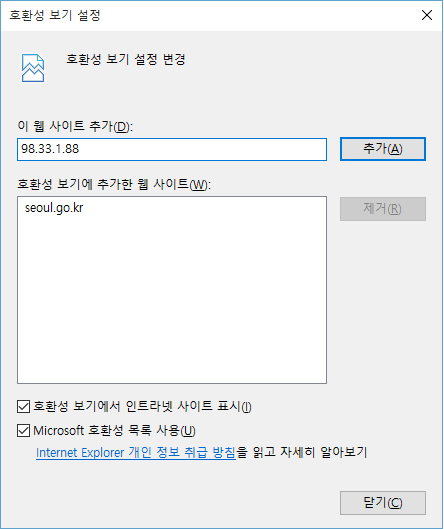 호환성 보기 설정
호환성 보기 설정 변경
이 웹 사이트 추가(D):
98.33.1.88
추가(A)
호환성 보기에 추가한 웹 사이트(W):
seoul.go.kr
제거(R)
호환성 보기에서 인트라넷 사이트 표시(I)
Microsoft 호환성 목록 사용(U)
Internet Explorer 개인 정보 취급 방침을 읽고 자세히 알아보기
닫기(C)